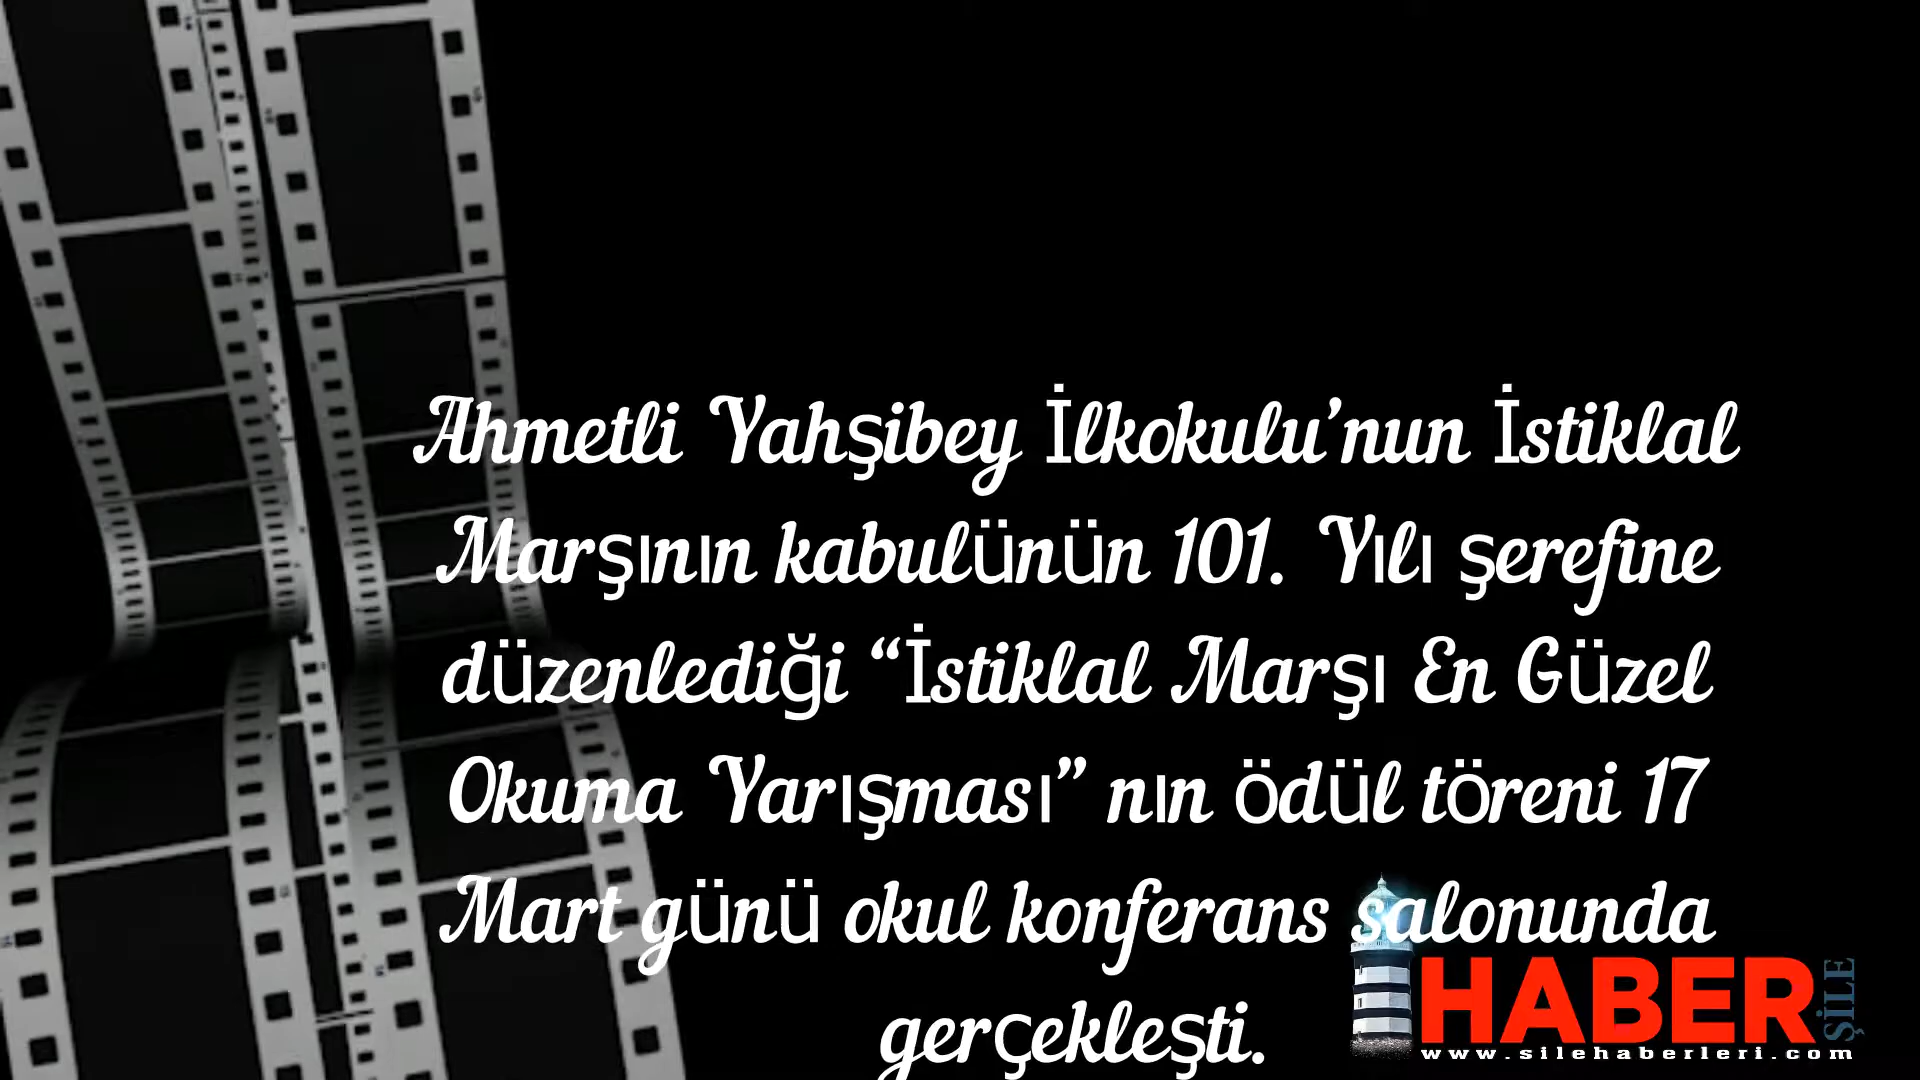 Ahmetli Yahşibey İlkokulu’nun İstiklal
Marşının kabulünün 101. Yılı şerefine
düzenlediği “İstiklal Marşı En Güzel
Okuma Yarışması” nın ödül töreni 17
Mart günü okul konferans salonunda
gerçekleşti.
HABER
ŞİLE
www.silehaberleri.com